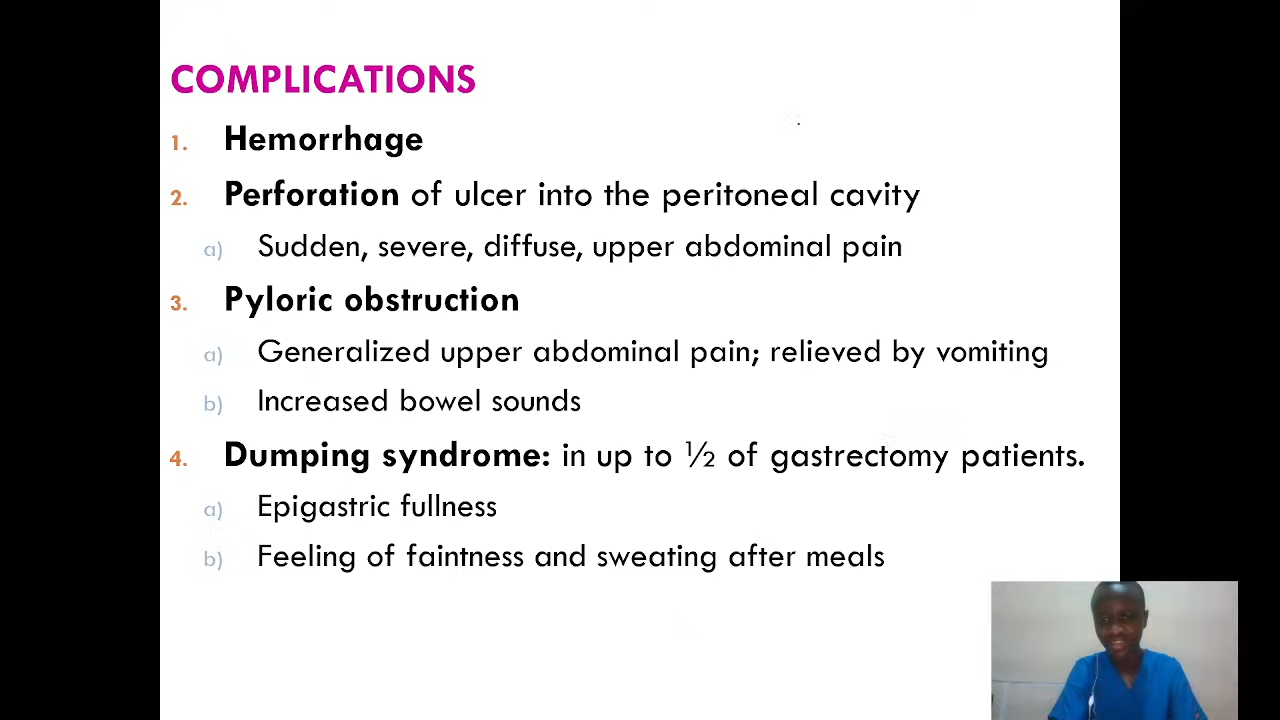 COMPLICATIONS
1. Hemorrhage
2. Perforation of ulcer into the peritoneal cavity
a) Sudden, severe, diffuse, upper abdominal pain
3. Pyloric obstruction
a) Generalized upper abdominal pain; relieved by vomiting
b) Increased bowel sounds
4. Dumping syndrome: in up to ½ of gastrectomy patients.
a) Epigastric fullness
b) Feeling of faintness and sweating after meals